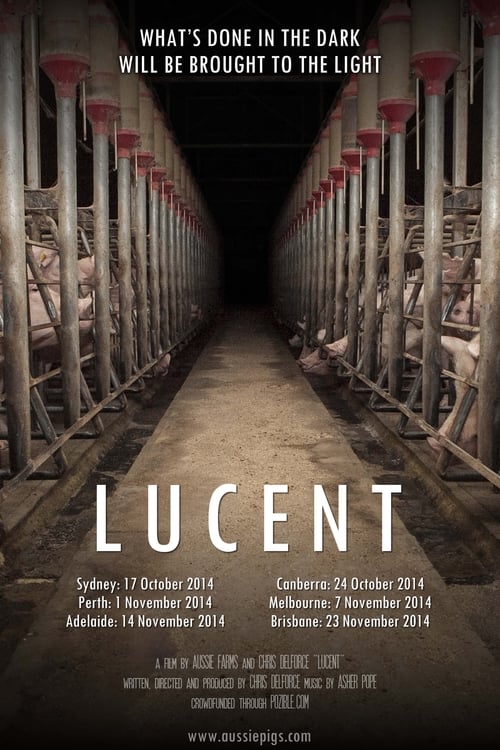 WHAT'S DONE IN THE DARK
WILL BE BROUGHT TO THE LIGHT
LUCENT
Sydney: 17 October 2014
Perth: 1 November 2014
Adelaide: 14 November 2014
Canberra: 24 October 2014
Melbourne: 7 November 2014
Brisbane: 23 November 2014
A FILM BY AUSSIE FARMS AND CHRIS DELFORCE "LUCENT"
WRITTEN, DIRECTED AND PRODUCED BY CHRIS DELFORCE MUSIC BY ASHER POPE
CROWDFUNDED THROUGH POZIBLE.COM
www.aussiepigs.com